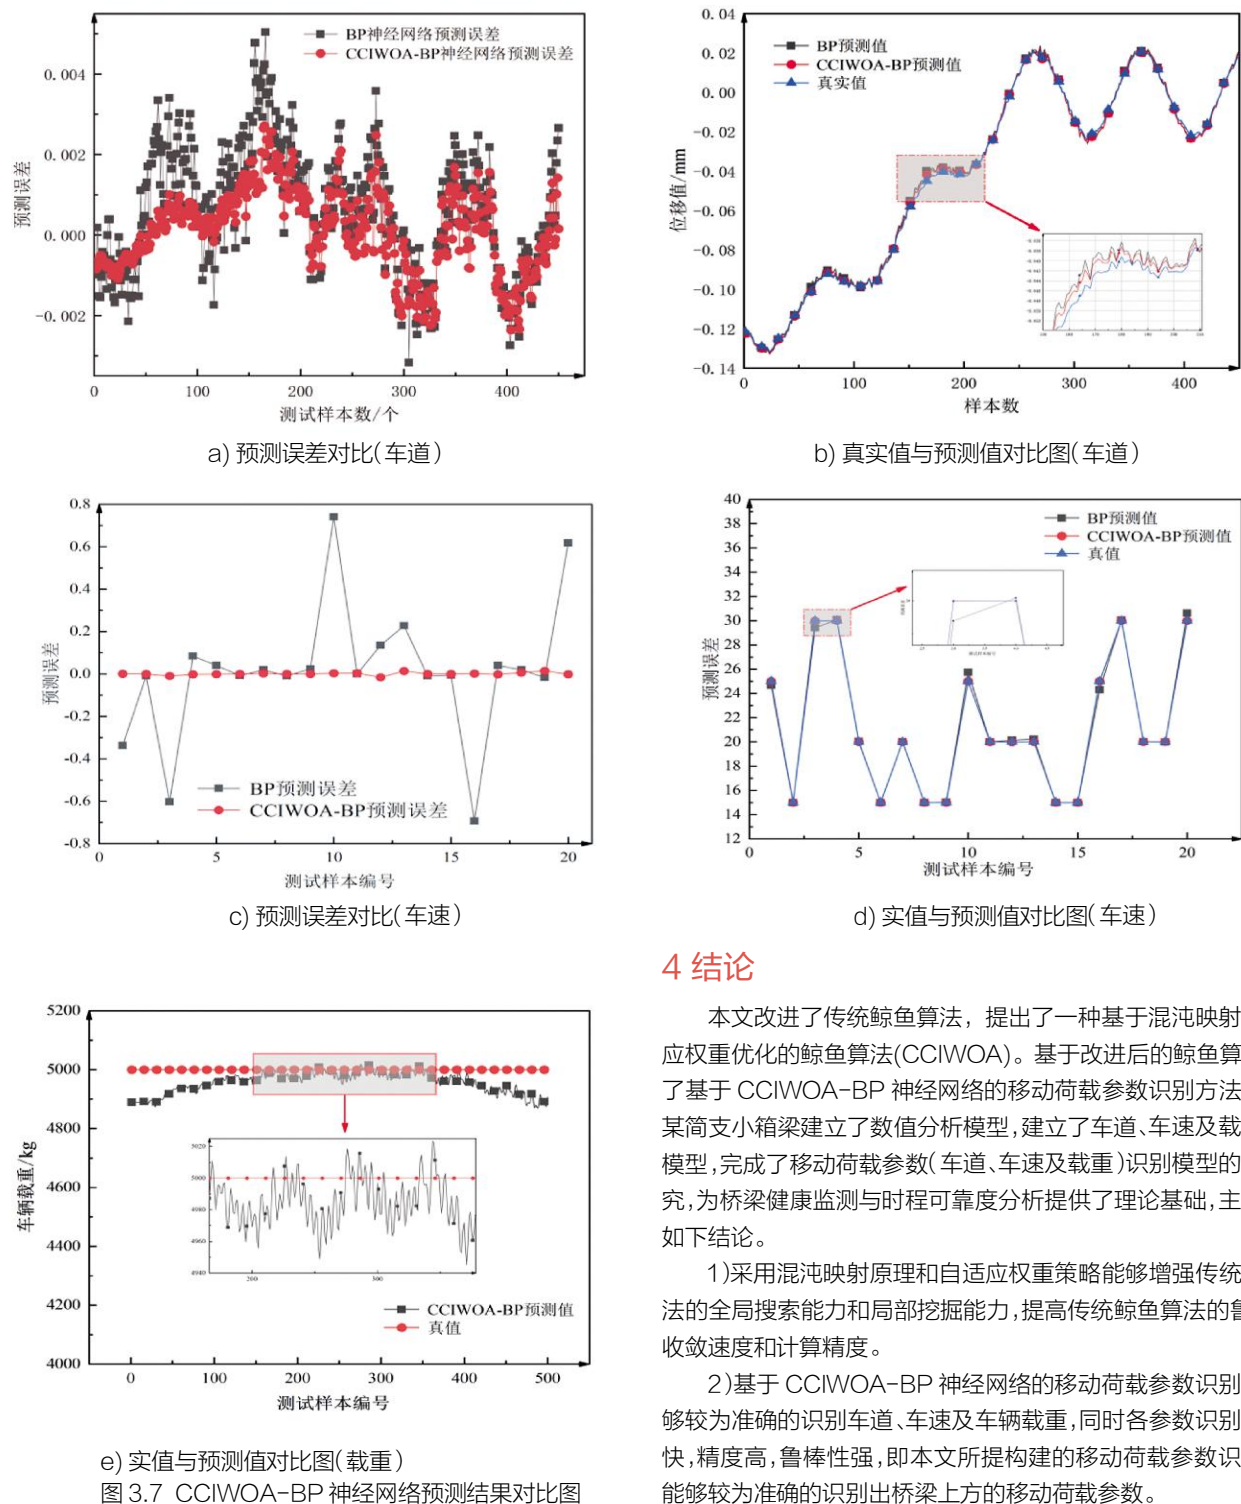 0.004
0.002
0.000
-0.002
预测误差
BP神经网络预测误差
CCIWOA-BP神经网络预测误差
0
100
200
300
400
500
测试样本数/个
a) 预测误差对比(车道)
0.04
0.02
0.00
-0.02
-0.04
-0.06
-0.08
-0.10
-0.12
-0.14
位移值/mm
BP预测值
CCIWOA-BP预测值
真实值
0
100
200
300
400
样本数
b) 真实值与预测值对比图(车道)
0.8
0.6
0.4
0.2
0.0
-0.2
-0.4
-0.6
-0.8
预测误差
BP预测误差
CCIWOA-BP预测误差
0
5
10
15
20
测试样本编号
c) 预测误差对比(车速)
40
38
36
34
32
30
28
26
24
22
20
18
16
14
12
预测误差
BP预测值
CCIWOA-BP预测值
真值
测试样本编号
0
5
10
15
20
测试样本编号
d) 实值与预测值对比图(车速)
5200
5000
4800
4600
4400
4200
4000
车辆载重/kg
5020
5000
4980
4960
4940
200
300
CCIWOA-BP预测值
真值
0
100
200
300
400
500
测试样本编号
e) 实值与预测值对比图(载重)
图 3.7 CCIWOA-BP 神经网络预测结果对比图
4 结论
本文改进了传统鲸鱼算法，提出了一种基于混沌映射
应权重优化的鲸鱼算法(CCIWOA)。基于改进后的鲸鱼算
了基于 CCIWOA-BP 神经网络的移动荷载参数识别方法
某简支小箱梁建立了数值分析模型,建立了车道、车速及载
模型,完成了移动荷载参数(车道、车速及载重)识别模型的
究,为桥梁健康监测与时程可靠度分析提供了理论基础,主
如下结论。
1)采用混沌映射原理和自适应权重策略能够增强传统
法的全局搜索能力和局部挖掘能力,提高传统鲸鱼算法的鲁
收敛速度和计算精度。
2)基于 CCIWOA-BP 神经网络的移动荷载参数识别
够较为准确的识别车道、车速及车辆载重,同时各参数识别
快,精度高,鲁棒性强,即本文所提构建的移动荷载参数识
能够较为准确的识别出桥梁上方的移动荷载参数。